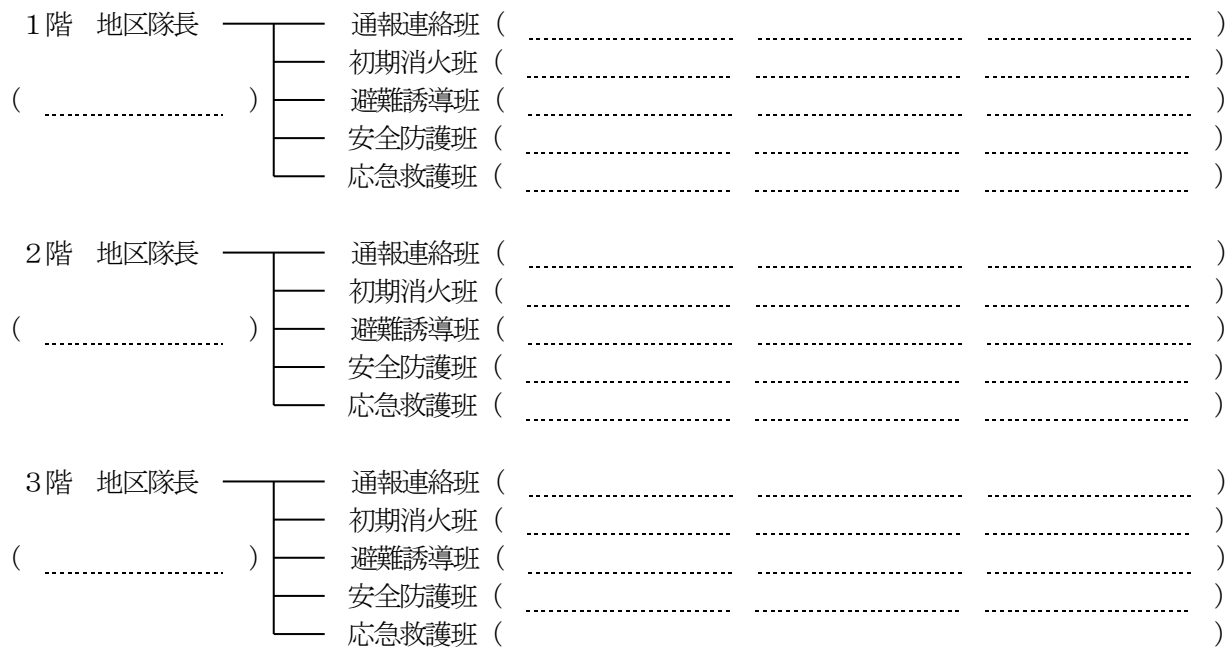 1階 地区隊長 通報連絡班（ ）
初期消火班（ ）
（ ） 避難誘導班（ ）
安全防護班（ ）
応急救護班（ ）
2階 地区隊長 通報連絡班（ ）
初期消火班（ ）
（ ） 避難誘導班（ ）
安全防護班（ ）
応急救護班（ ）
3階 地区隊長 通報連絡班（ ）
初期消火班（ ）
（ ） 避難誘導班（ ）
安全防護班（ ）
応急救護班（ ）